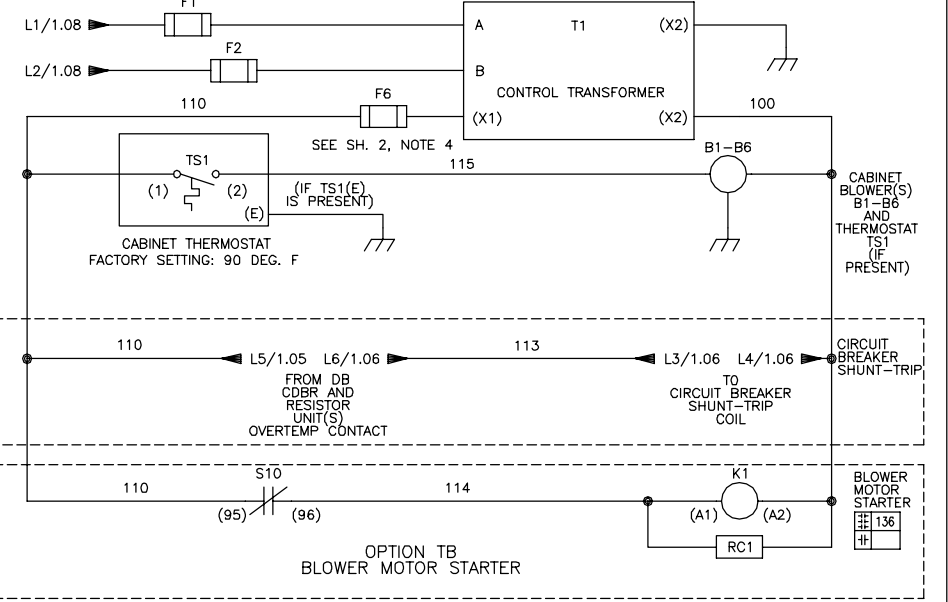 F1
L1/1.08
A
T1
(X2)
F2
L2/1.08
B
CONTROL TRANSFORMER
110
F6
(X1)
(X2)
100
SEE SH. 2, NOTE 4
B1-B6
TS1
115
(1)
(2)
(IF TS1(E)
IS PRESENT)
(E)
CABINET
BLOWER(S)
B1-B6
AND
THERMOSTAT
TS1
(IF
PRESENT)
CABINET THERMOSTAT
FACTORY SETTING: 90 DEG. F
110
L5/1.05
L6/1.06
113
L3/1.06
L4/1.06
CIRCUIT
BREAKER
SHUNT-TRIP
FROM DB
CDBR AND
RESISTOR
UNIT(S)
OVERTEMP CONTACT
TO
CIRCUIT BREAKER
SHUNT-TRIP
COIL
110
S10
114
K1
BLOWER
MOTOR
STARTER
(95)
(96)
(A1)
(A2)
136
RC1
OPTION TB
BLOWER MOTOR STARTER